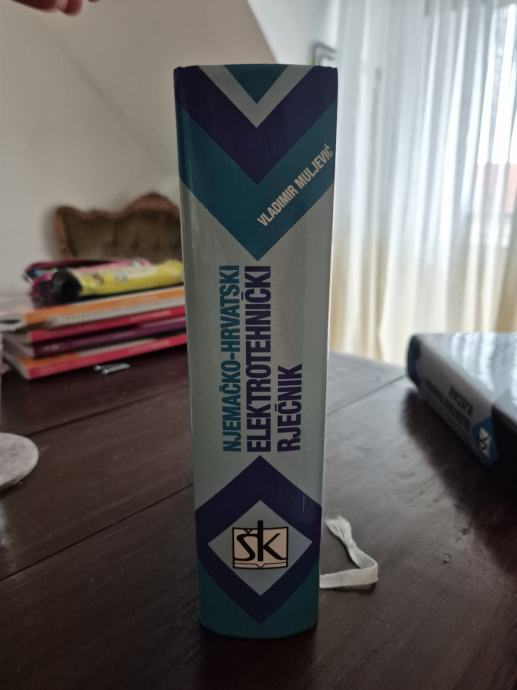 VLADIMIR MULJEVIĆ
NJEMAČKO-HRVATSKI
ELEKTROTEHNIČKI
RJEČNIK
šk